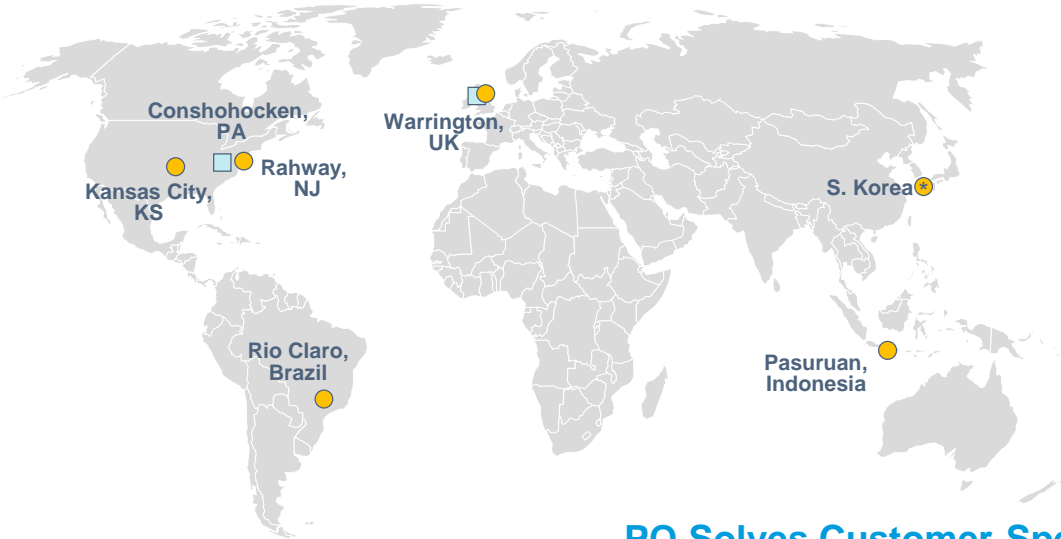 Conshohocken,
PA
Warrington,
UK
Rahway,
NJ
Kansas City,
KS
S. Korea*
Rio Claro,
Brazil
Pasuruan,
Indonesia